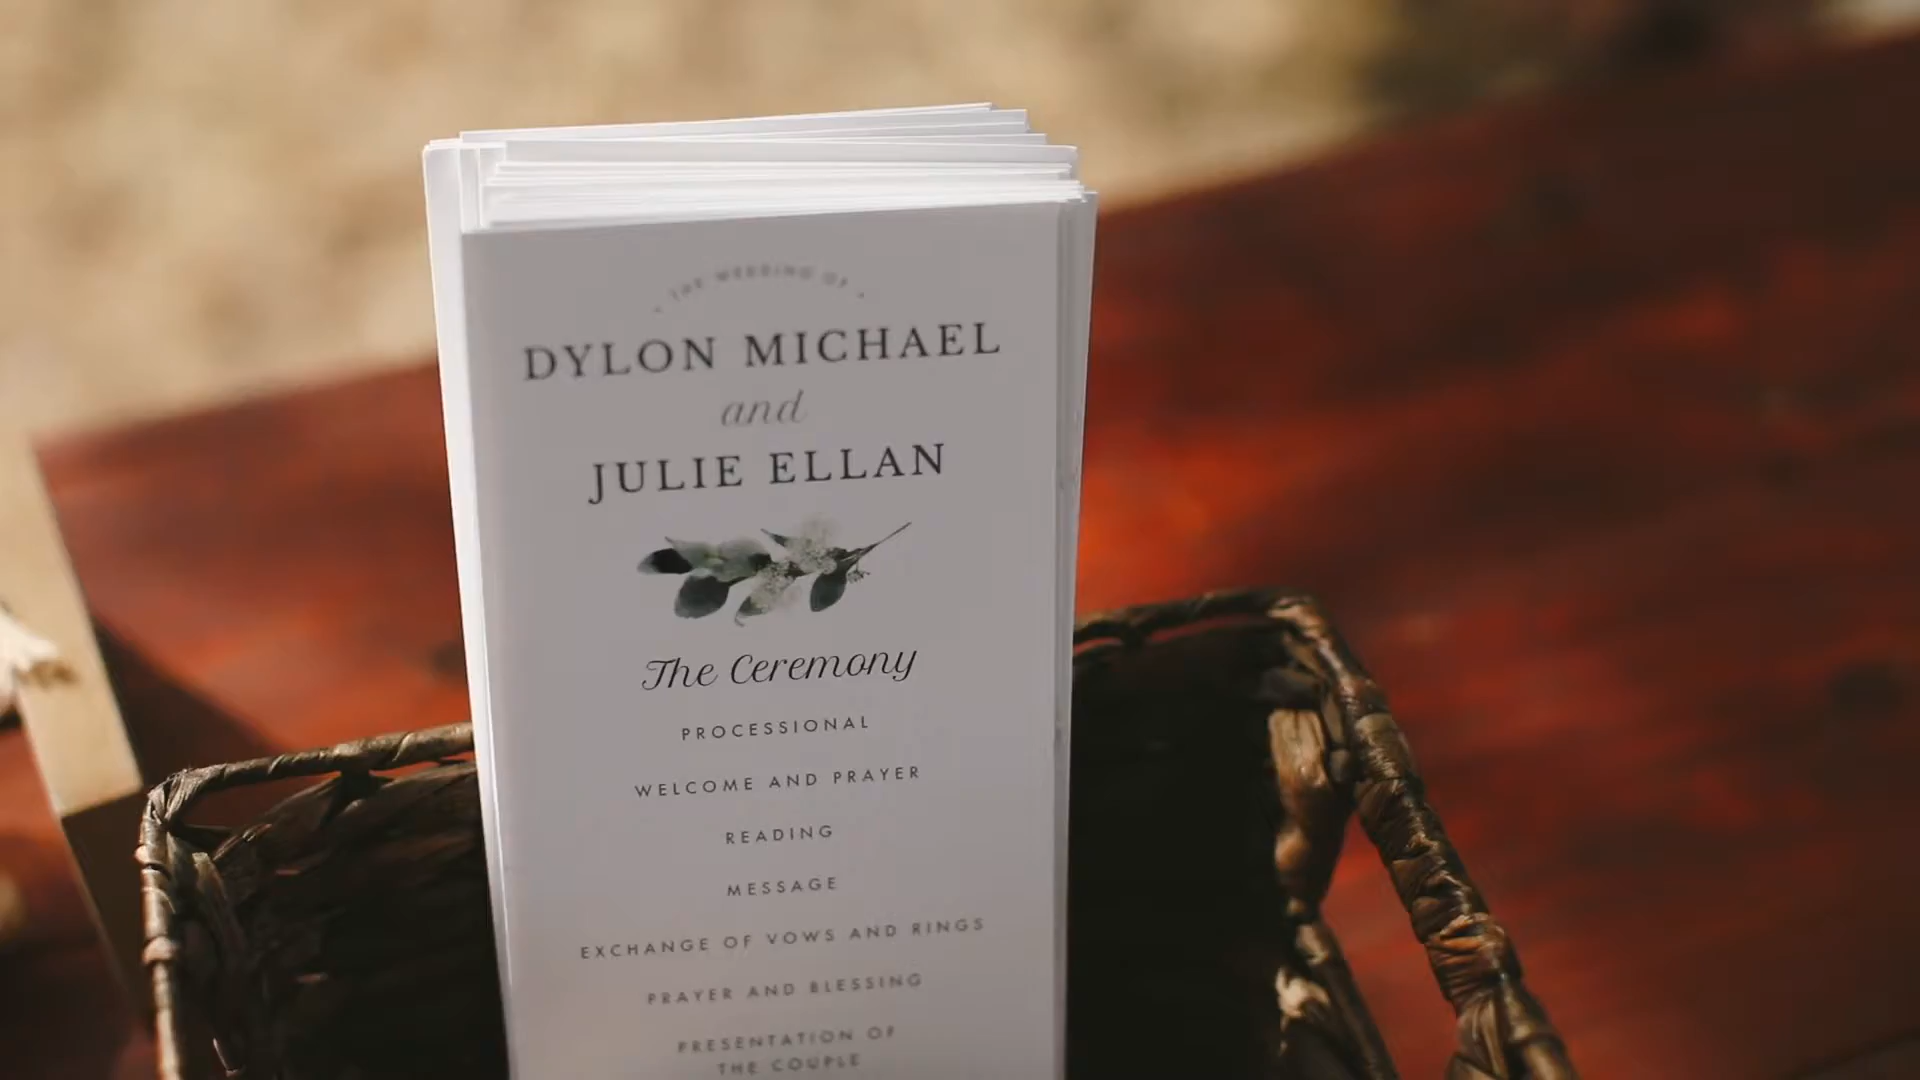 • THE WEDDING OF •
DYLON MICHAEL
and
JULIE ELLAN
The Ceremony
PROCESSIONAL
WELCOME AND PRAYER
READING
MESSAGE
EXCHANGE OF VOWS AND RINGS
PRAYER AND BLESSING
PRESENTATION OF
THE COUPLE